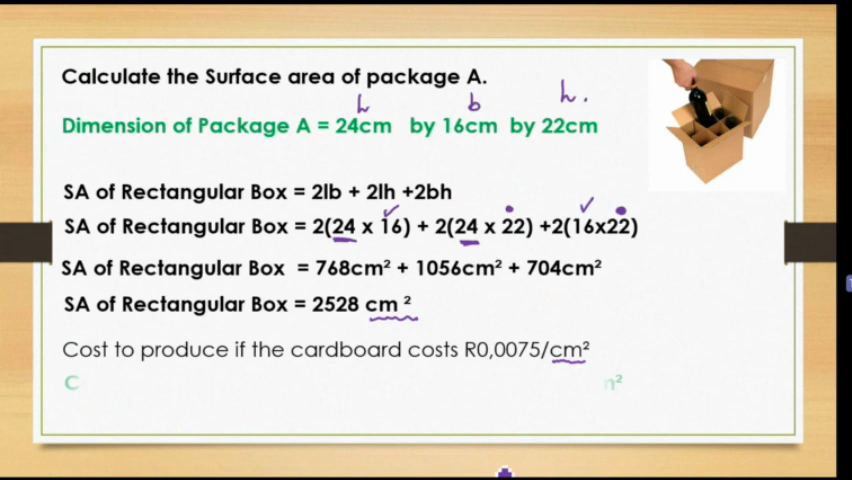 Calculate the Surface area of package A.
L b h.
Dimension of Package A = 24cm by 16cm by 22cm
SA of Rectangular Box = 2lb + 2lh +2bh
SA of Rectangular Box = 2(24 x 16) + 2(24 x 22) +2(16x22)
SA of Rectangular Box = 768cm² + 1056cm² + 704cm²
SA of Rectangular Box = 2528 cm ²
Cost to produce if the cardboard costs R0,0075/cm²
C